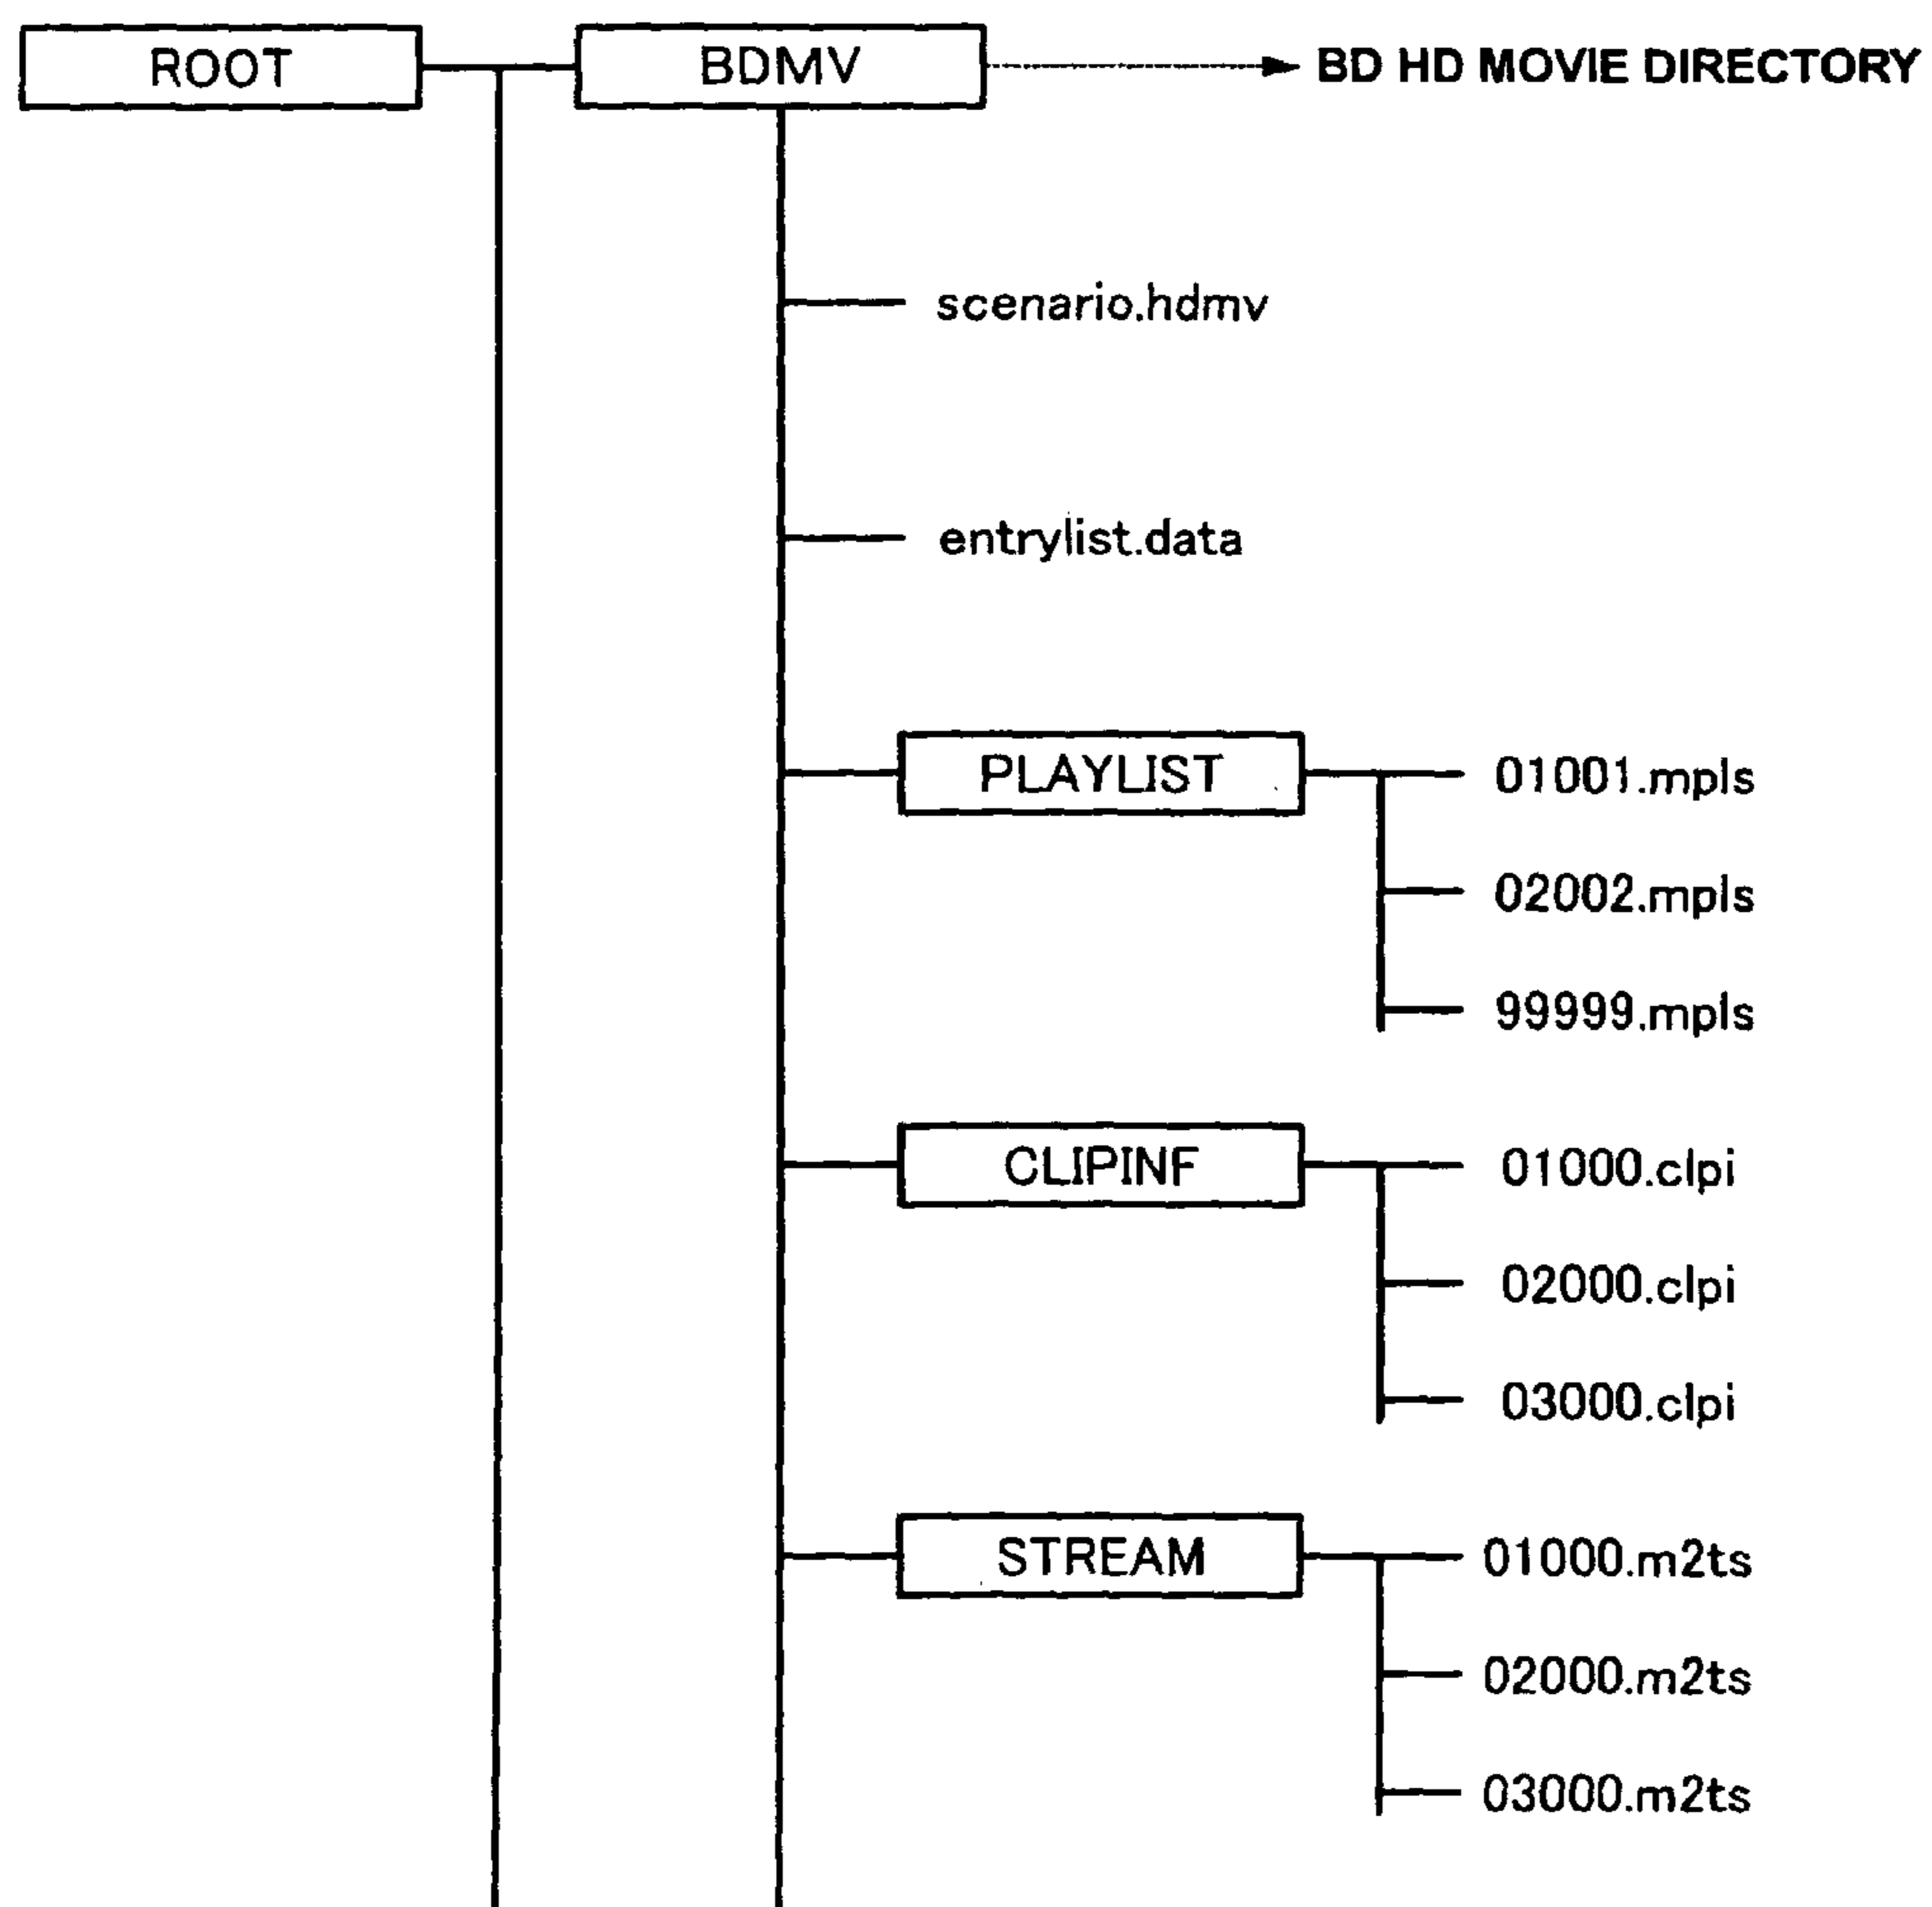 ROOT BDMV BD HD MOVIE DIRECTORY
scenario.hdmv
entrylist.data
PLAYLIST 01001.mpls
02002.mpls
99999.mpls
CLIPINF 01000.clpi
02000.clpi
03000.clpi
STREAM 01000.m2ts
02000.m2ts
03000.m2ts